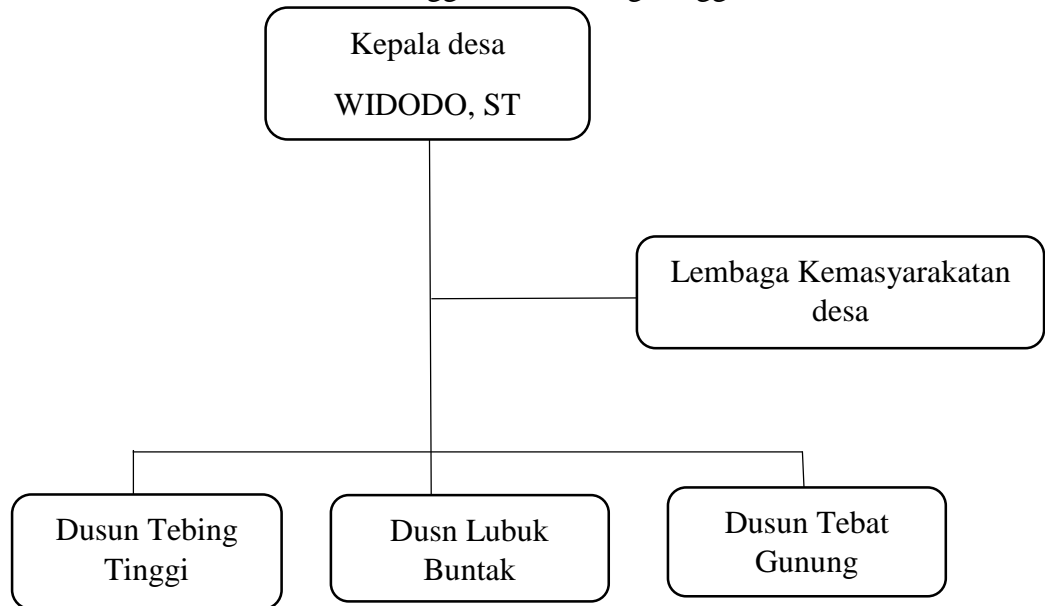 Kepala desa
WIDODO, ST
Lembaga Kemasyarakatan
desa
Dusun Tebing
Tinggi
Dusn Lubuk
Buntak
Dusun Tebat
Gunung